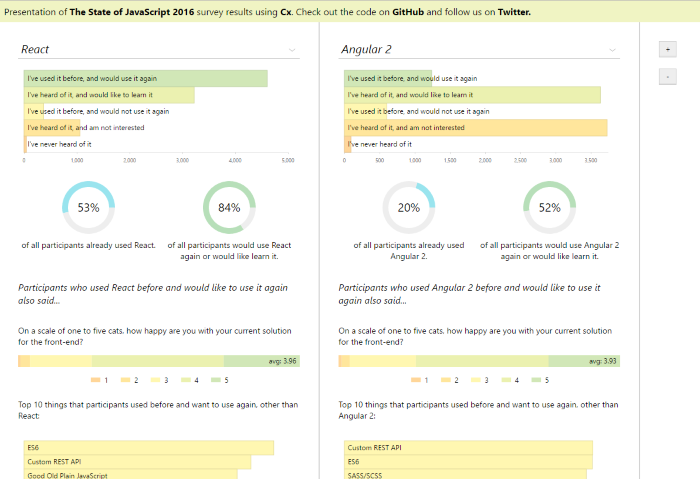 Presentation of The State of JavaScript 2016 survey results using Cx. Check out the code on GitHub and follow us on Twitter.
React
I've used it before, and would use it again
I've heard of it, and would like to learn it
I've used it before, and would not use it again
I've heard of it, and am not interested
I've never heard of it
0 1,000 2,000 3,000 4,000 5,000
53%
84%
of all participants already used React.
of all participants would use React
again or would like learn it.
Participants who used React before and would like to use it again
also said...
On a scale of one to five cats, how happy are you with your current solution
for the front-end?
avg: 3.96
1 2 3 4 5
Top 10 things that participants used before and want to use again, other than
React:
ES6
Custom REST API
Good Old Plain JavaScript
Angular 2
I've used it before, and would use it again
I've heard of it, and would like to learn it
I've used it before, and would not use it again
I've heard of it, and am not interested
I've never heard of it
0 500 1,000 1,500 2,000 2,500 3,000 3,500
20%
52%
of all participants already used
Angular 2.
of all participants would use Angular 2
again or would like learn it.
Participants who used Angular 2 before and would like to use it
again also said...
On a scale of one to five cats, how happy are you with your current solution
for the front-end?
avg: 3.93
1 2 3 4 5
Top 10 things that participants used before and want to use again, other than
Angular 2:
Custom REST API
ES6
SASS/SCSS
+
-